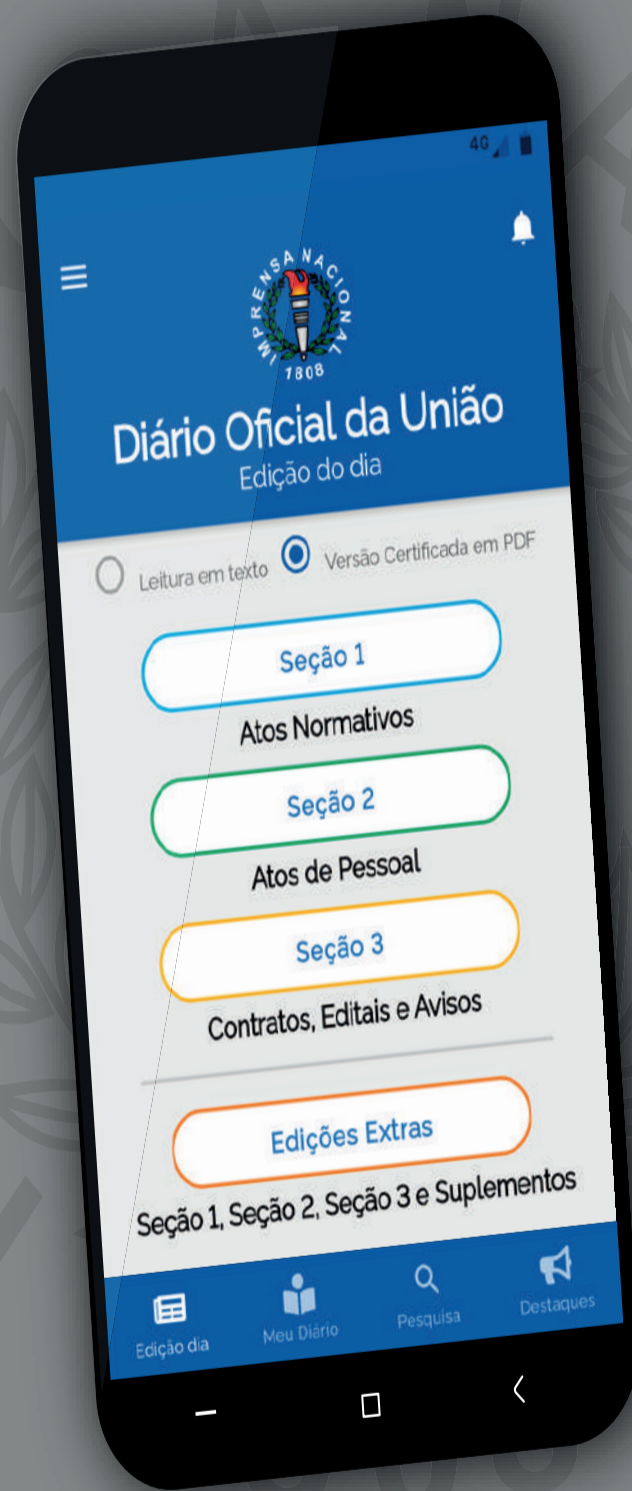 4G
IMPRENSA NACIONAL
1808
Diário Oficial da União
Edição do dia
Leitura em texto Versão Certificada em PDF
Seção 1
Atos Normativos
Seção 2
Atos de Pessoal
Seção 3
Contratos, Editais e Avisos
Edições Extras
Seção 1, Seção 2, Seção 3 e Suplementos
Edição dia Meu Diário Pesquisa Destaques